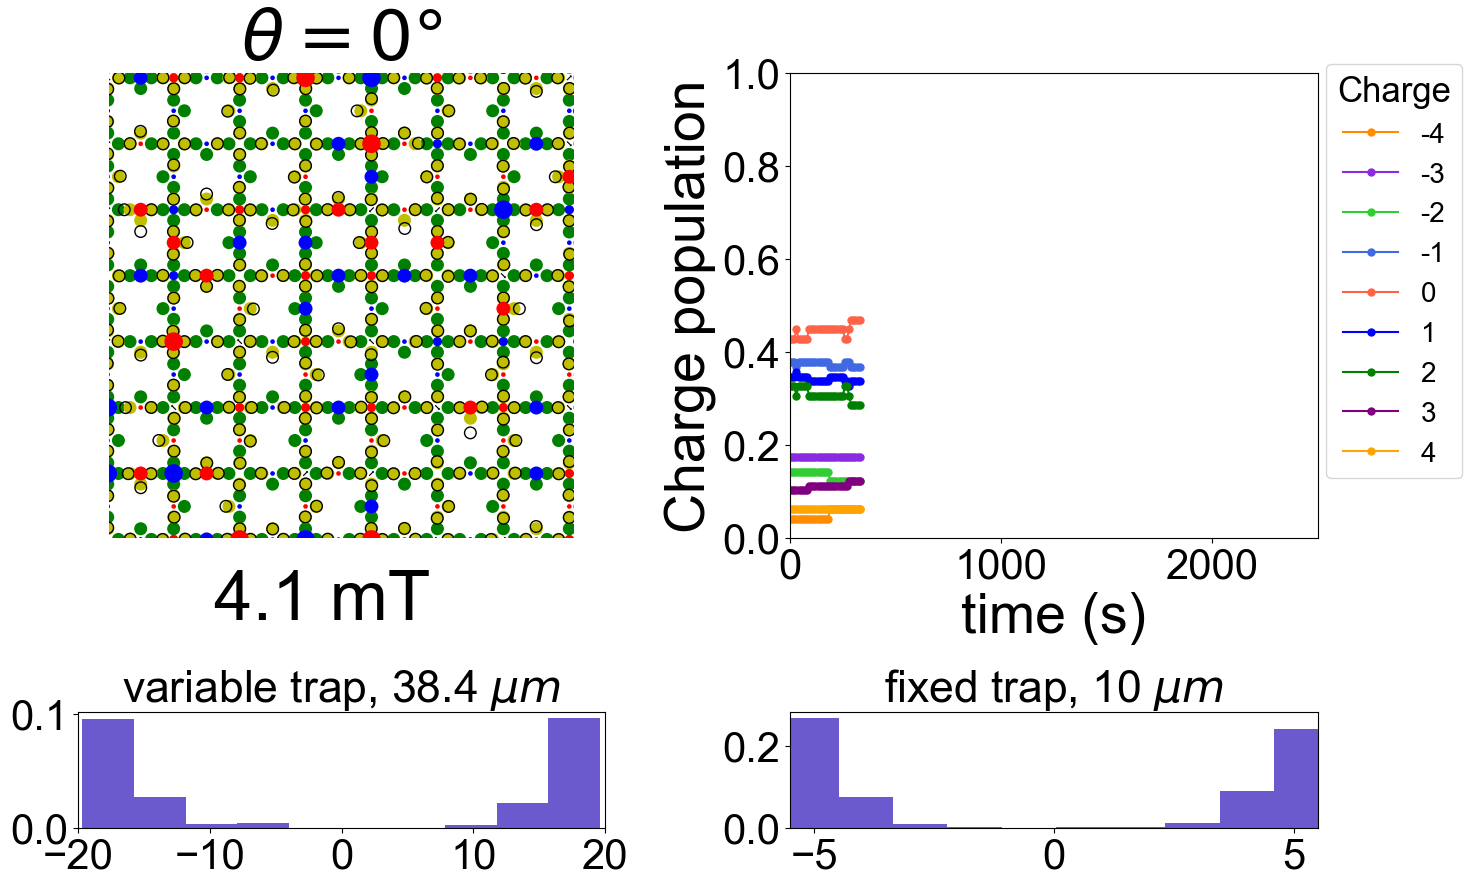 θ = 0°
4.1 mT
Charge population
1.0
0.8
0.6
0.4
0.2
0.0
0 1000 2000
time (s)
Charge
-4
-3
-2
-1
0
1
2
3
4
variable trap, 38.4 μm
0.1
0.0
−20 −10 0 10 20
fixed trap, 10 μm
0.2
0.0
−5 0 5